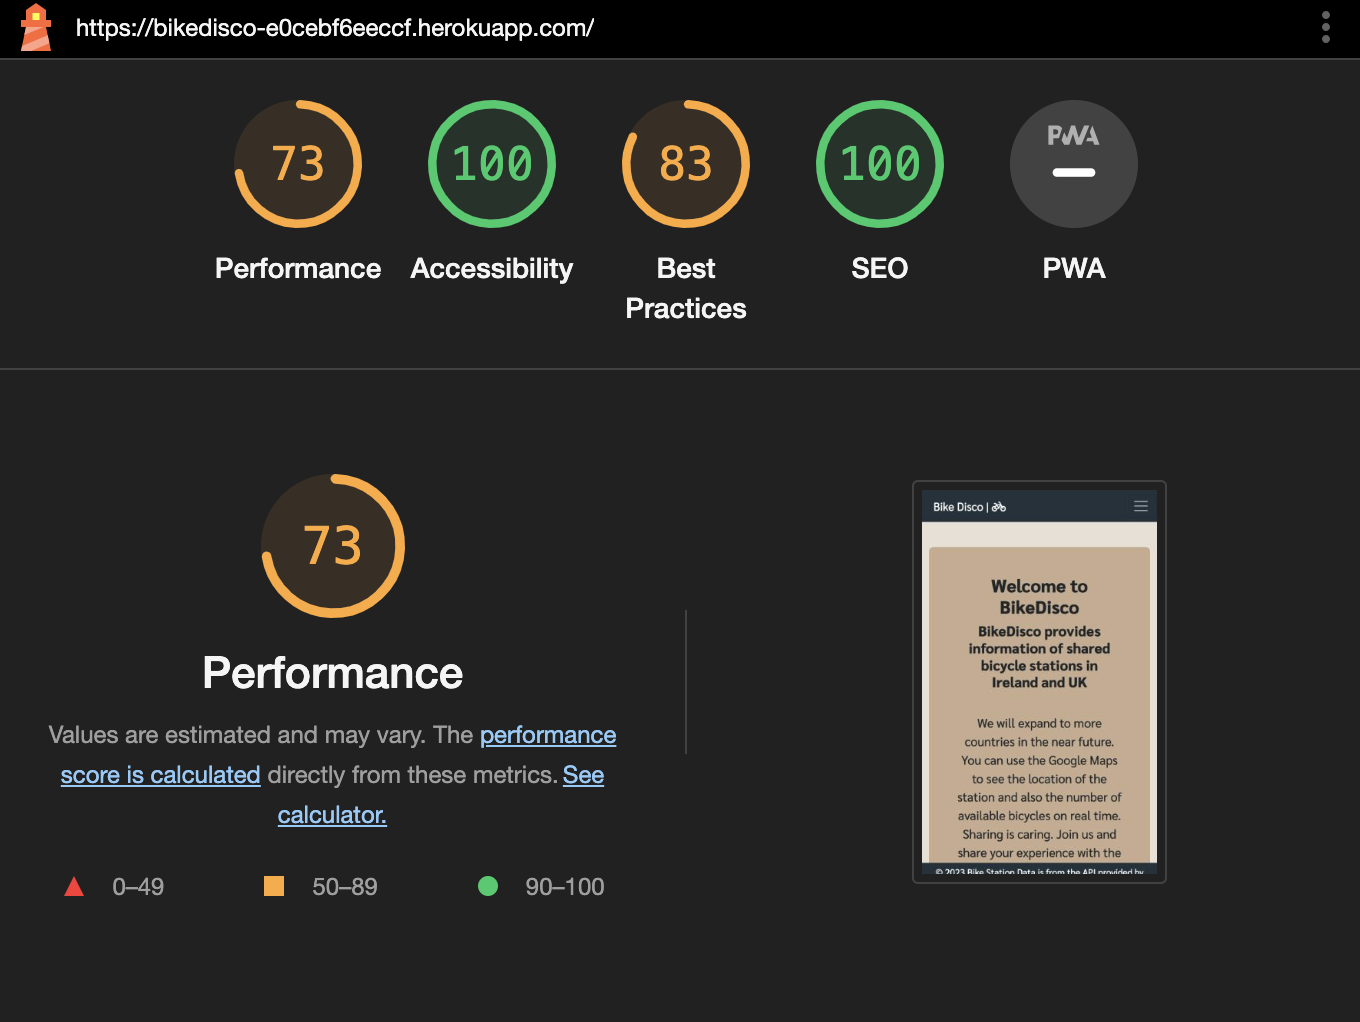 https://bikedisco-e0cebf6eeccf.herokuapp.com/
73
100
83
100
PWA
Performance
Accessibility
Best
Practices
SEO
PWA
73
Performance
Values are estimated and may vary. The performance
score is calculated directly from these metrics. See
calculator.
0–49
50–89
90–100
Bike Disco |
Welcome to
BikeDisco
BikeDisco provides
information of shared
bicycle stations in
Ireland and UK
We will expand to more
countries in the near future.
You can use the Google Maps
to see the location of the
station and also the number of
available bicycles on real time.
Sharing is caring. Join us and
share your experience with the
© 2023 Bike Station Data is from the API provided by